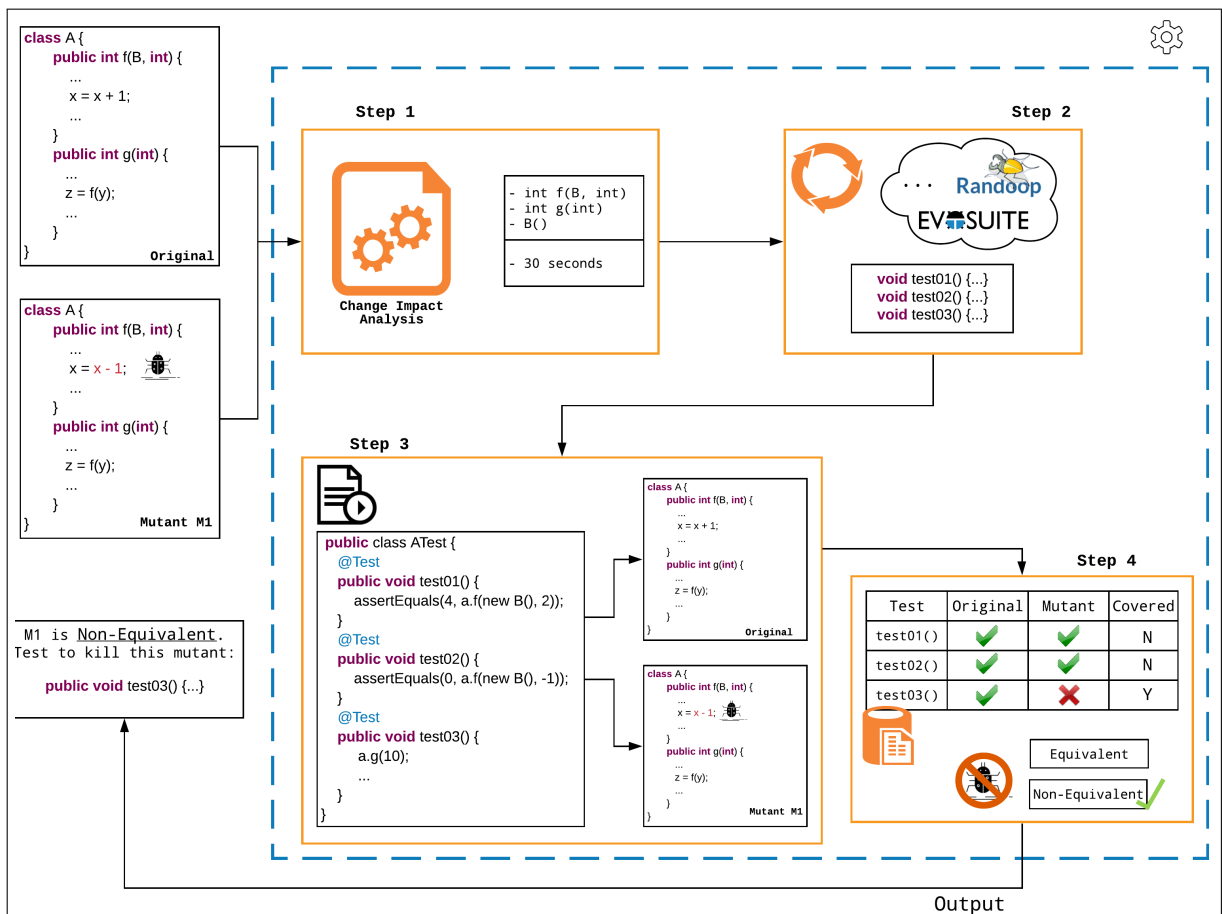 class A {
public int f(B, int) {
...
x = x + 1;
...
}
public int g(int) {
...
z = f(y);
...
}
}
Original
class A {
public int f(B, int) {
...
x = x - 1;
...
}
public int g(int) {
...
z = f(y);
...
}
}
Mutant M1
Step 1
Change Impact
Analysis
- int f(B, int)
- int g(int)
- B()
- 30 seconds
Step 2
... Randoop
EVOSUITE
void test01() {...}
void test02() {...}
void test03() {...}
Step 3
public class ATest {
@Test
public void test01() {
assertEquals(4, a.f(new B(), 2));
}
@Test
public void test02() {
assertEquals(0, a.f(new B(), -1));
}
@Test
public void test03() {
a.g(10);
...
}
}
class A {
public int f(B, int) {
...
x = x + 1;
...
}
public int g(int) {
...
z = f(y);
...
}
}
Original
class A {
public int f(B, int) {
...
x = x - 1;
...
}
public int g(int) {
...
z = f(y);
...
}
}
Mutant M1
Step 4
Test Original Mutant Covered
test01() N
test02() N
test03() Y
Equivalent
Non-Equivalent
Output
M1 is Non-Equivalent.
Test to kill this mutant:
public void test03() {...}